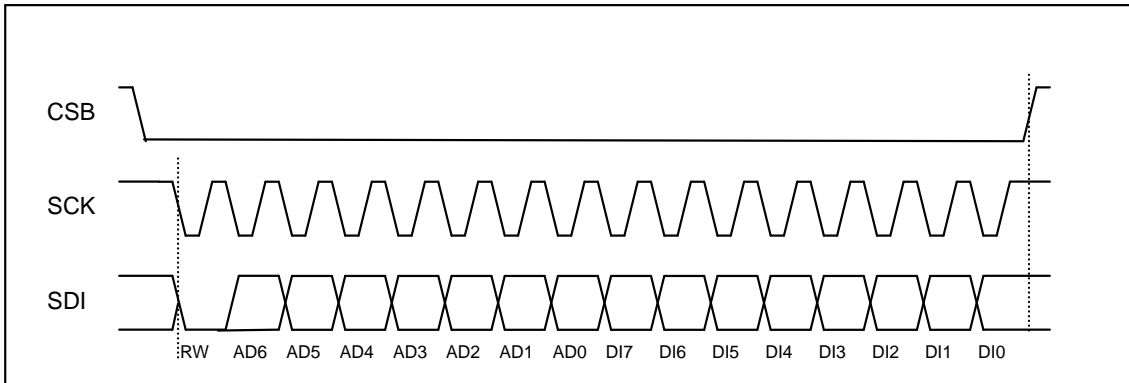 CSB
SCK
SDI
RW AD6 AD5 AD4 AD3 AD2 AD1 AD0 DI7 DI6 DI5 DI4 DI3 DI2 DI1 DI0